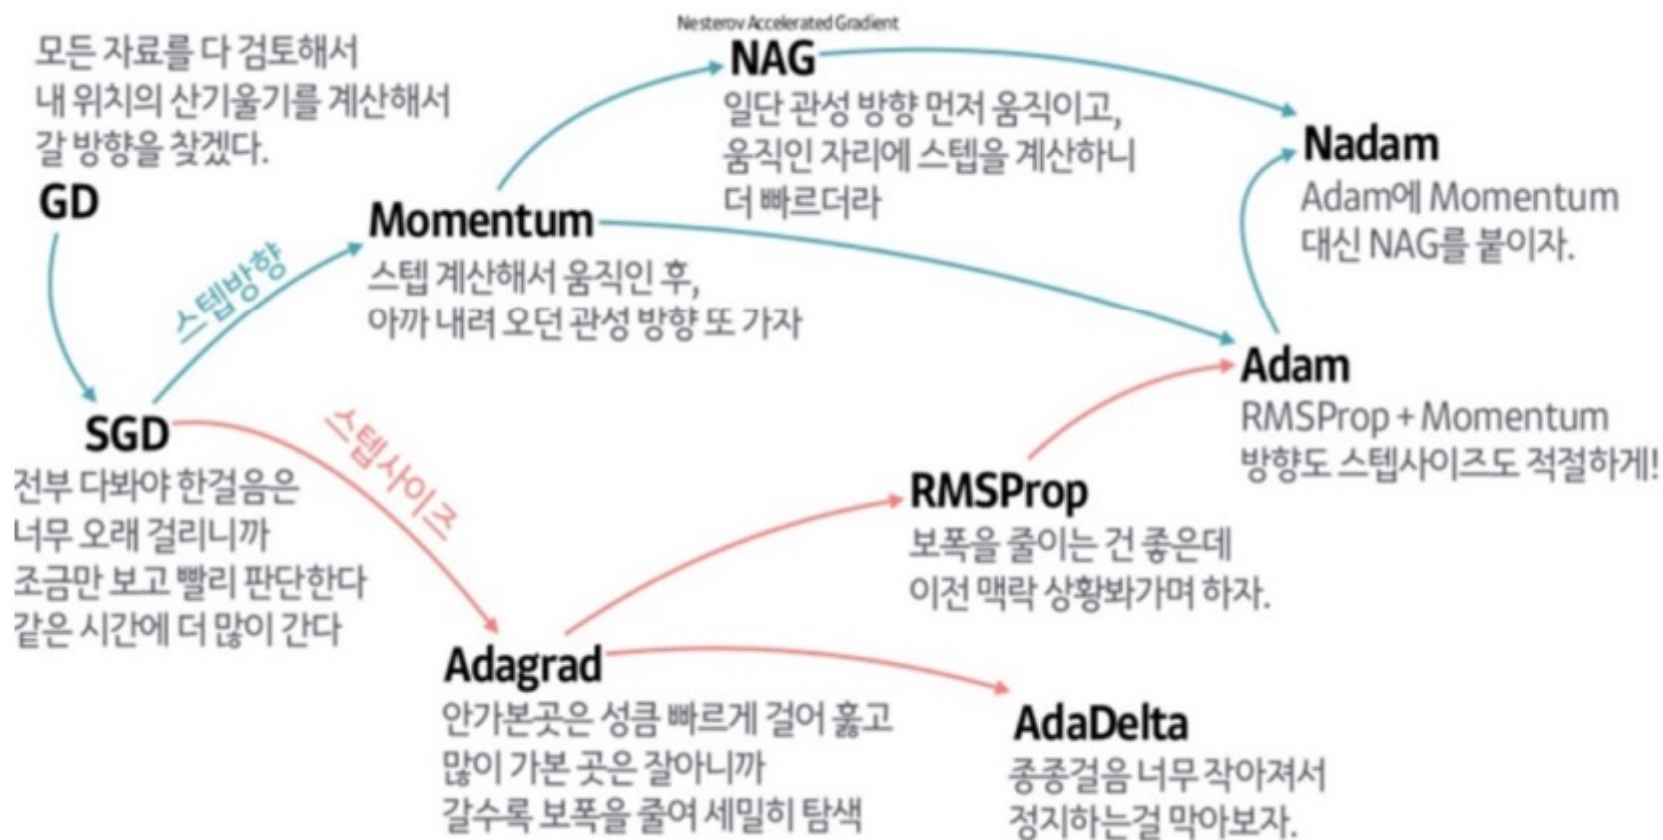 모든 자료를 다 검토해서
내 위치의 산기울기를 계산해서
갈 방향을 찾겠다.
GD
스텝방향
Momentum
스텝 계산해서 움직인 후,
아까 내려 오던 관성 방향 또 가자
Nesterov Accelerated Gradient
NAG
일단 관성 방향 먼저 움직이고,
움직인 자리에 스텝을 계산하니
더 빠르더라
Nadam
Adam에 Momentum
대신 NAG를 붙이자.
SGD
전부 다봐야 한걸음은
너무 오래 걸리니까
조금만 보고 빨리 판단한다
같은 시간에 더 많이 간다
스텝사이즈
Adagrad
안가본곳은 성큼 빠르게 걸어 훓고
많이 가본 곳은 잘아니까
갈수록 보폭을 줄여 세밀히 탐색
RMSProp
보폭을 줄이는 건 좋은데
이전 맥락 상황봐가며 하자.
Adam
RMSProp + Momentum
방향도 스텝사이즈도 적절하게!
AdaDelta
종종걸음 너무 작아져서
정지하는걸 막아보자.